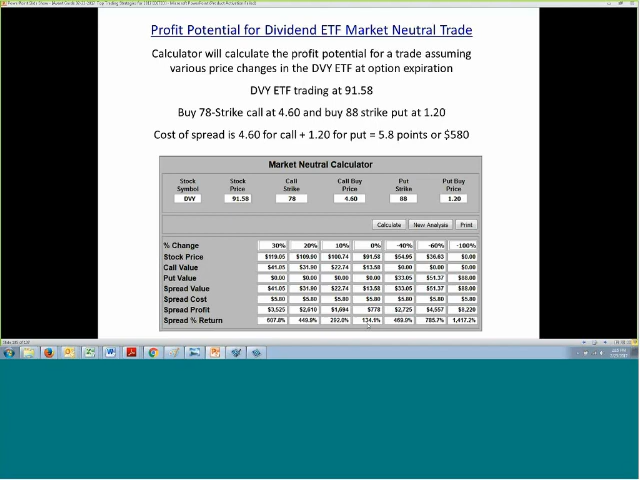 Profit Potential for Dividend ETF Market Neutral Trade
Calculator will calculate the profit potential for a trade assuming
various price changes in the DVY ETF at option expiration
DVY ETF trading at 91.58
Buy 78-Strike call at 4.60 and buy 88 strike put at 1.20
Cost of spread is 4.60 for call + 1.20 for put = 5.8 points or $580
Market Neutral Calculator
Stock Symbol Stock Price Call Strike Call Buy Price Put Strike Put Buy Price
DVY 91.58 78 4.60 88 1.20
Calculate New Analysis Print
% Change 30% 20% 10% 0% -40% -60% -100%
Stock Price $119.05 $109.90 $100.74 $91.58 $54.95 $36.63 $0.00
Call Value $41.05 $31.90 $22.74 $13.58 $0.00 $0.00 $0.00
Put Value $0.00 $0.00 $0.00 $0.00 $33.05 $51.37 $88.00
Spread Value $41.05 $31.90 $22.74 $13.58 $33.05 $51.37 $88.00
Spread Cost $5.80 $5.80 $5.80 $5.80 $5.80 $5.80 $5.80
Spread Profit $3,525 $2,610 $1,694 $778 $2,725 $4,557 $8,220
Spread % Return 607.8% 449.9% 292.0% 134.1% 469.9% 785.7% 1,417.2%